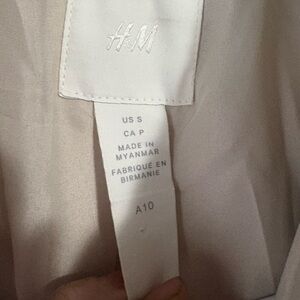 H&M
US S
CA P
MADE IN
MYANMAR
FABRIQUÉ EN
BIRMANIE
A10